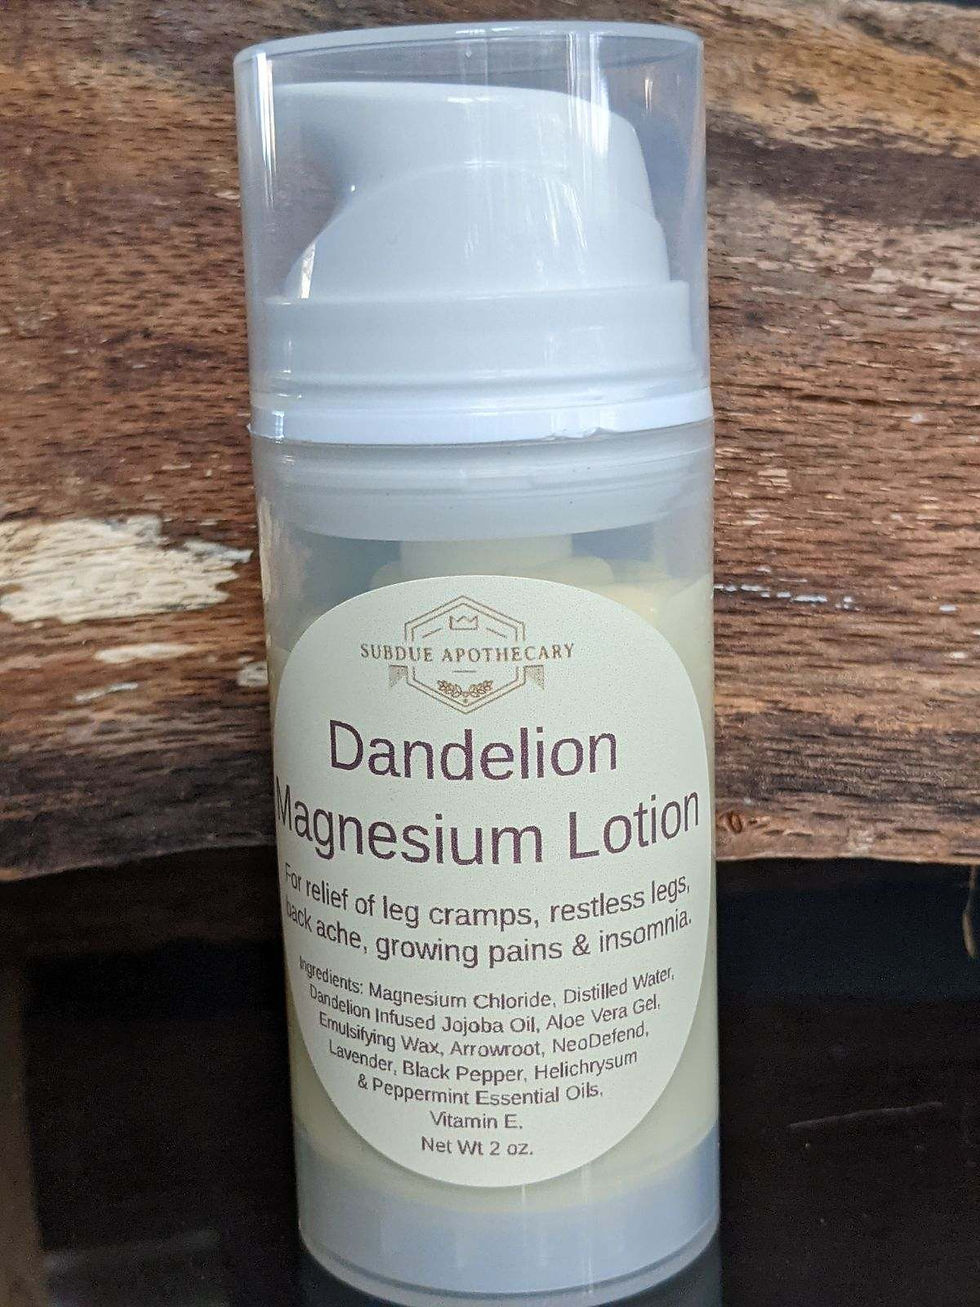 SUBDUE APOTHECARY
Dandelion
Magnesium Lotion
For relief of leg cramps, restless legs,
back ache, growing pains & insomnia.
Ingredients: Magnesium Chloride, Distilled Water,
Dandelion Infused Jojoba Oil, Aloe Vera Gel,
Emulsifying Wax, Arrowroot, NeoDefend,
Lavender, Black Pepper, Helichrysum
& Peppermint Essential Oils,
Vitamin E.
Net Wt 2 oz.